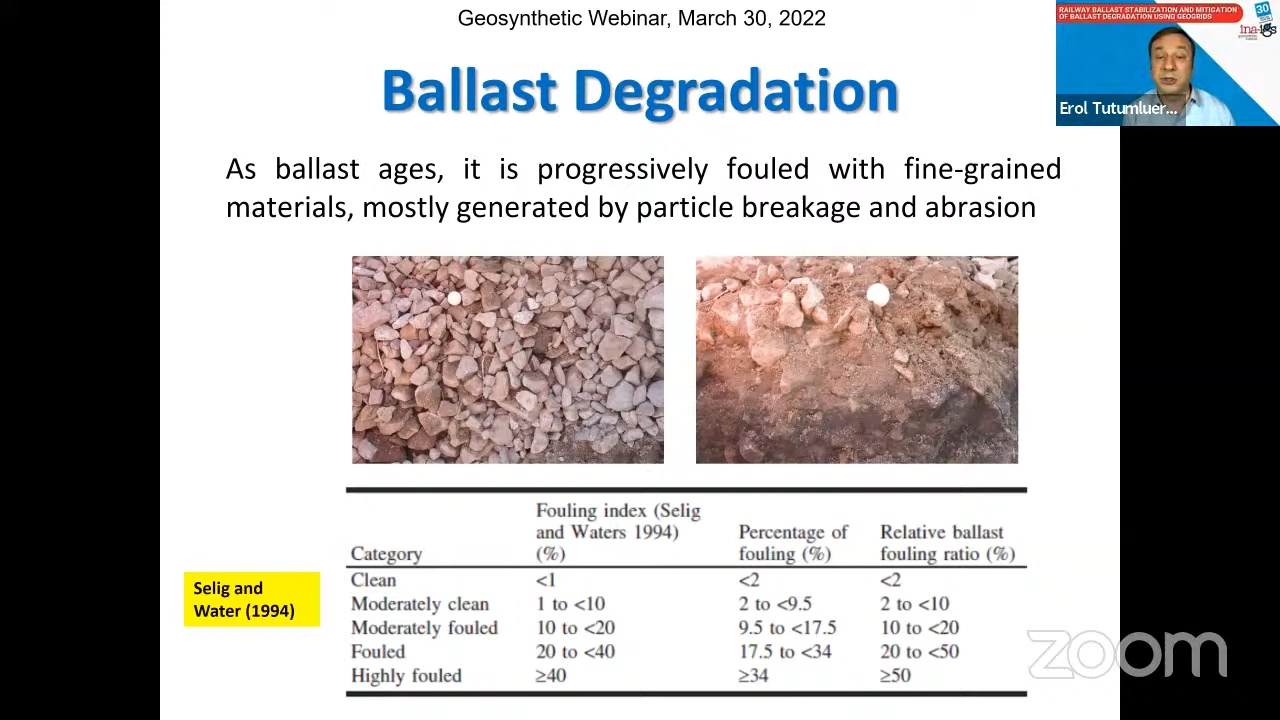 Geosynthetic Webinar, March 30, 2022
RAILWAY BALLAST STABILIZATION AND MITIGATION
OF BALLAST DEGRADATION USING GEOGRIDS
30
Erol Tutumluer...
Ballast Degradation
As ballast ages, it is progressively fouled with fine-grained
materials, mostly generated by particle breakage and abrasion
Fouling index (Selig
and Waters 1994) Percentage of Relative ballast
Category (%) fouling (%) fouling ratio (%)
Clean <1 <2 <2
Moderately clean 1 to <10 2 to <9.5 2 to <10
Moderately fouled 10 to <20 9.5 to <17.5 10 to <20
Fouled 20 to <40 17.5 to <34 20 to <50
Highly fouled ≥40 ≥34 ≥50
Selig and
Water (1994)
zoom